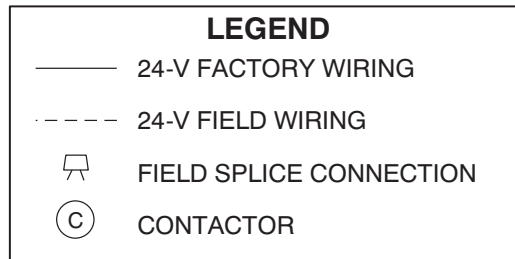 LEGEND
24-V FACTORY WIRING
24-V FIELD WIRING
FIELD SPLICE CONNECTION
C CONTACTOR